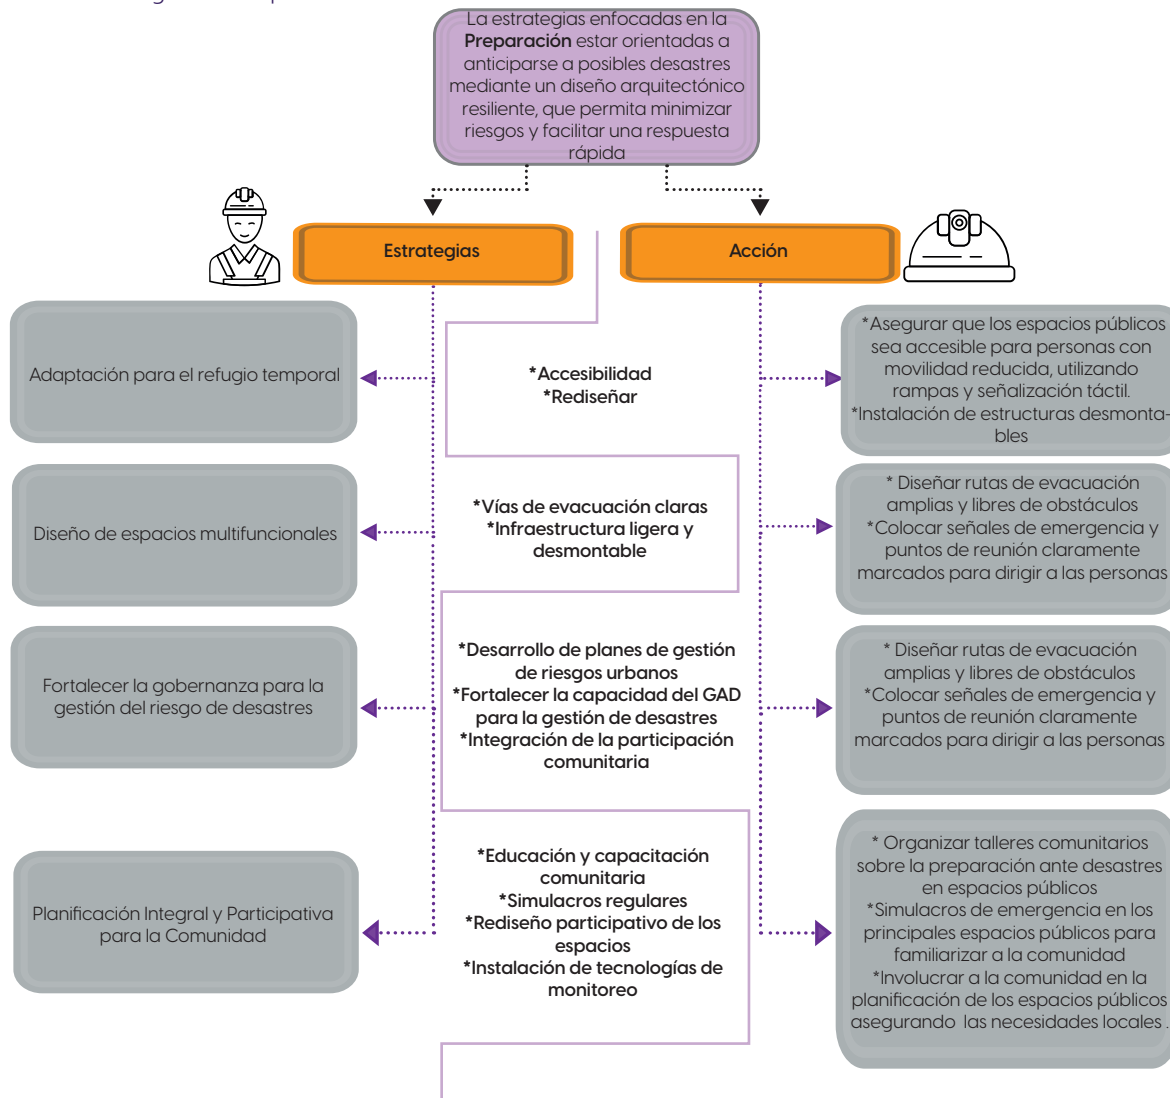 La estrategias enfocadas en la
Preparación estar orientadas a
anticiparse a posibles desastres
mediante un diseño arquitectónico
resiliente, que permita minimizar
riesgos y facilitar una respuesta
rápida
Estrategias
Acción
Adaptación para el refugio temporal
*Accesibilidad
*Rediseñar
*Asegurar que los espacios públicos
sea accesible para personas con
movilidad reducida, utilizando
rampas y señalización táctil.
*Instalación de estructuras desmonta-
bles
Diseño de espacios multifuncionales
*Vías de evacuación claras
*Infraestructura ligera y
desmontable
* Diseñar rutas de evacuación
amplias y libres de obstáculos
*Colocar señales de emergencia y
puntos de reunión claramente
marcados para dirigir a las personas
Fortalecer la gobernanza para la
gestión del riesgo de desastres
*Desarrollo de planes de gestión
de riesgos urbanos
*Fortalecer la capacidad del GAD
para la gestión de desastres
*Integración de la participación
comunitaria
* Diseñar rutas de evacuación
amplias y libres de obstáculos
*Colocar señales de emergencia y
puntos de reunión claramente
marcados para dirigir a las personas
Planificación Integral y Participativa
para la Comunidad
*Educación y capacitación
comunitaria
*Simulacros regulares
*Rediseño participativo de los
espacios
*Instalación de tecnologías de
monitoreo
* Organizar talleres comunitarios
sobre la preparación ante desastres
en espacios públicos
*Simulacros de emergencia en los
principales espacios públicos para
familiarizar a la comunidad
*Involucrar a la comunidad en la
planificación de los espacios públicos
asegurando  las necesidades locales .